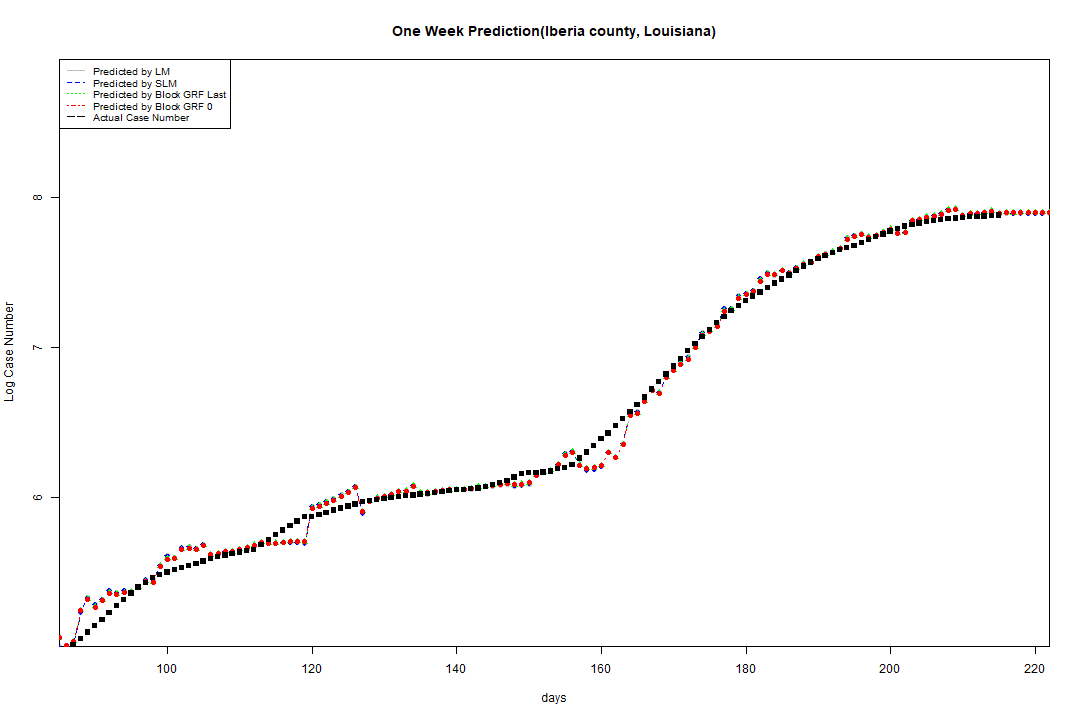 One Week Prediction(Iberia county, Louisiana)
Predicted by LM
Predicted by SLM
Predicted by Block GRF Last
Predicted by Block GRF 0
Actual Case Number
8
7
6
Log Case Number
100 120 140 160 180 200 220
days